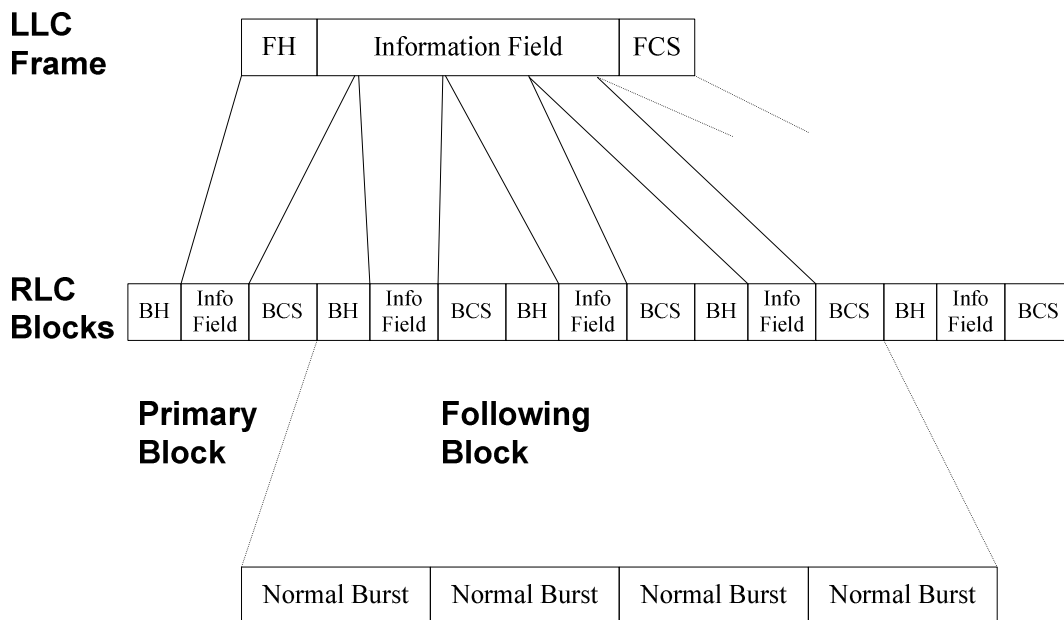 LLC
Frame
FH
Information Field
FCS
RLC
Blocks
BH
Info
Field
BCS
BH
Info
Field
BCS
BH
Info
Field
BCS
BH
Info
Field
BCS
BH
Info
Field
BCS
Primary
Block
Following
Block
Normal Burst
Normal Burst
Normal Burst
Normal Burst